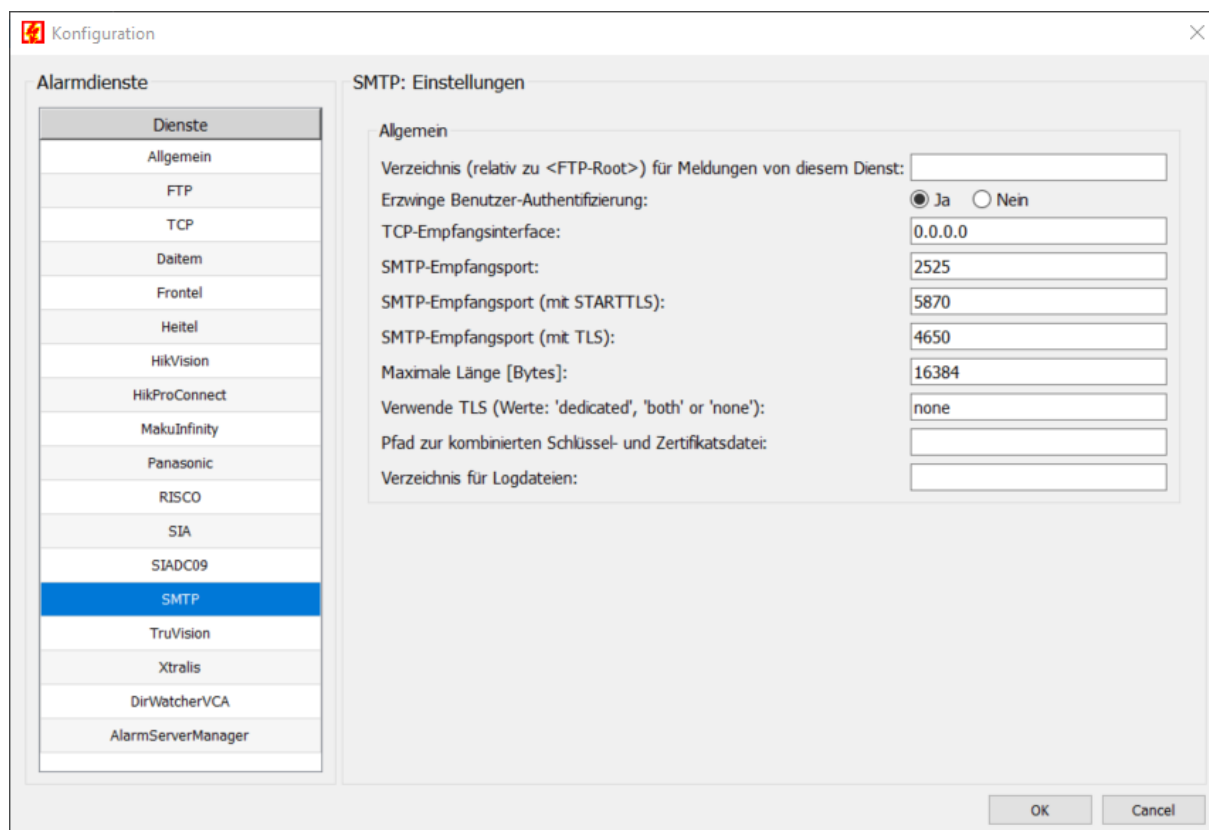 Konfiguration
Alarmdienste
Dienste
Allgemein
FTP
TCP
Daitem
Frontel
Heitel
HikVision
HikProConnect
MakuInfinity
Panasonic
RISCO
SIA
SIADC09
SMTP
TruVision
Xtralis
DirWatcherVCA
AlarmServerManager
SMTP: Einstellungen
Allgemein
Verzeichnis (relativ zu <FTP-Root>) für Meldungen von diesem Dienst:
Erzwinge Benutzer-Authentifizierung: Ja Nein
TCP-Empfangsinterface: 0.0.0.0
SMTP-Empfangsport: 2525
SMTP-Empfangsport (mit STARTTLS): 5870
SMTP-Empfangsport (mit TLS): 4650
Maximale Länge [Bytes]: 16384
Verwende TLS (Werte: 'dedicated', 'both' or 'none'): none
Pfad zur kombinierten Schlüssel- und Zertifikatsdatei:
Verzeichnis für Logdateien:
OK Cancel